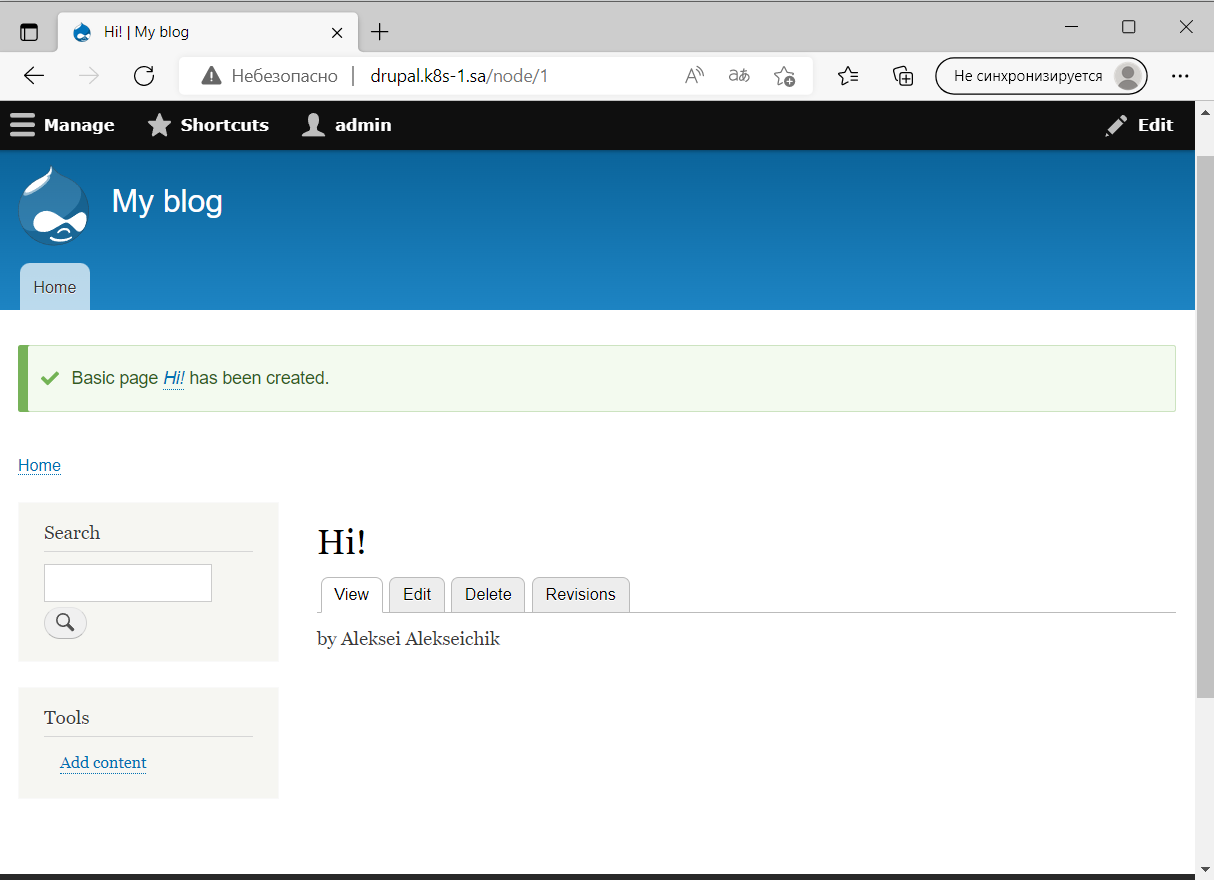 Hi! | My blog
Небезопасно | drupal.k8s-1.sa/node/1 A aあ Не синхронизируется
Manage Shortcuts admin Edit
My blog
Home
Basic page Hi! has been created.
Home
Search
Hi!
View Edit Delete Revisions
by Aleksei Alekseichik
Tools
Add content